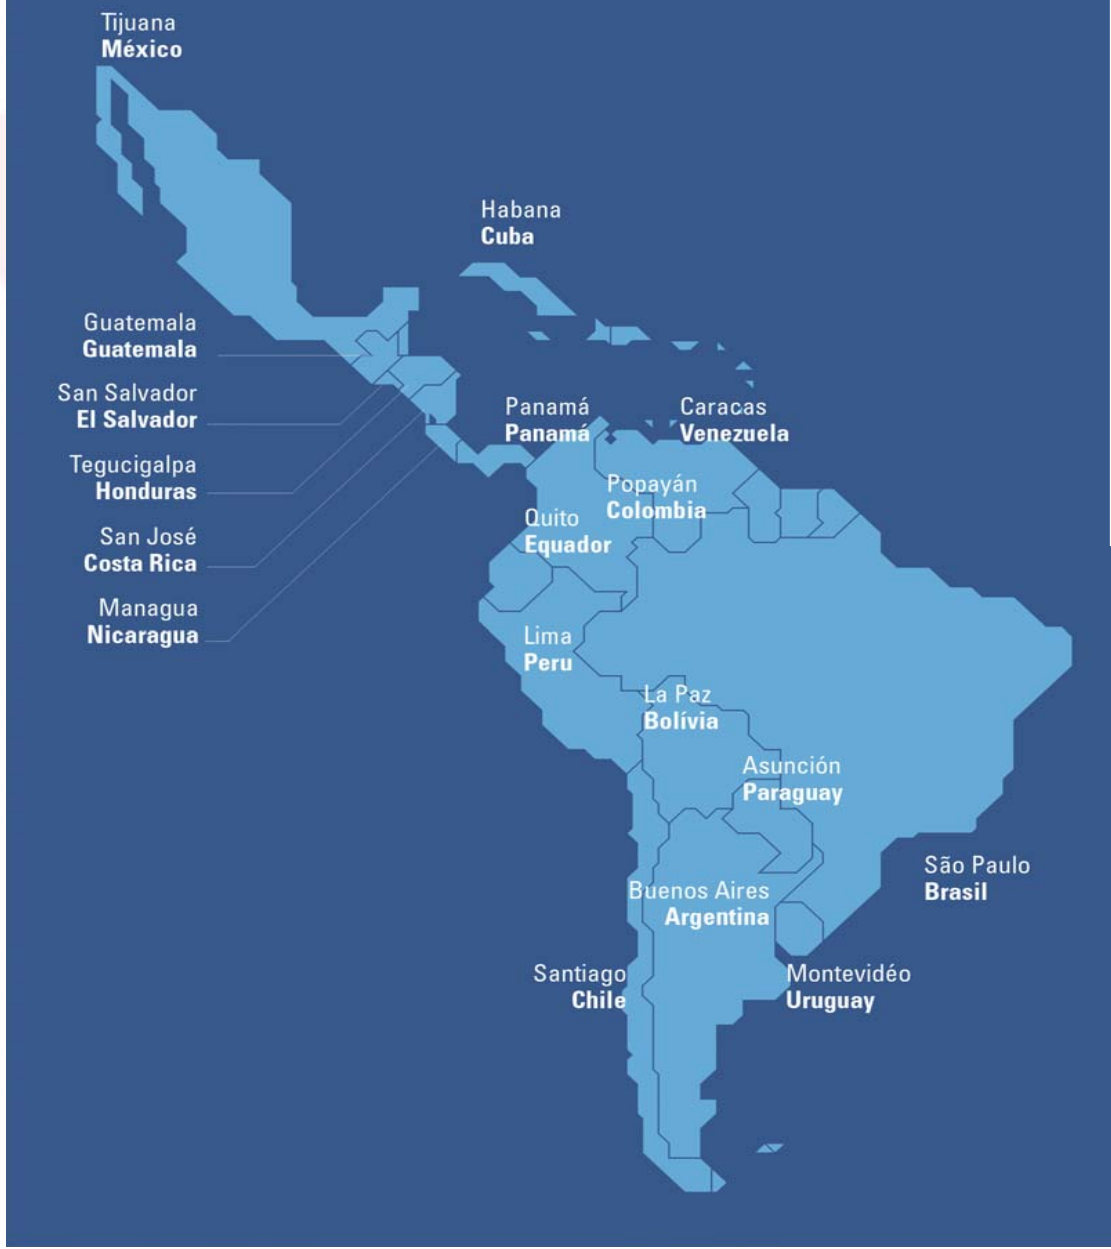 Tijuana
México
Habana
Cuba
Guatemala
Guatemala
San Salvador
El Salvador
Tegucigalpa
Honduras
San José
Costa Rica
Managua
Nicaragua
Panamá
Panamá
Caracas
Venezuela
Popayán
Colombia
Quito
Equador
Lima
Peru
La Paz
Bolívia
Asunción
Paraguay
São Paulo
Brasil
Buenos Aires
Argentina
Santiago
Chile
Montevidéo
Uruguay